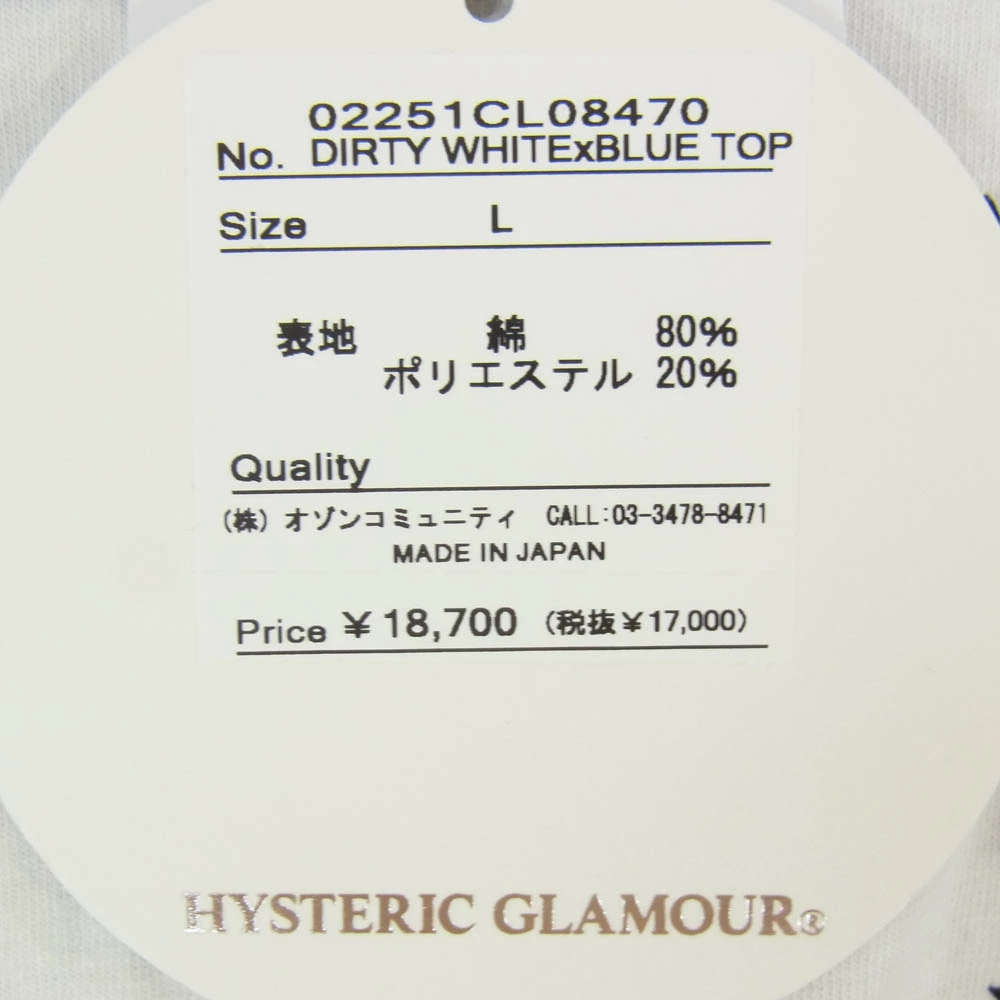 02251CL08470
No. DIRTY WHITExBLUE TOP
Size L
表地 綿 80%
ポリエステル 20%
Quality
(株) オゾンコミュニティ CALL:03-3478-8471
MADE IN JAPAN
Price ¥18,700 (税抜¥17,000)
HYSTERIC GLAMOUR®